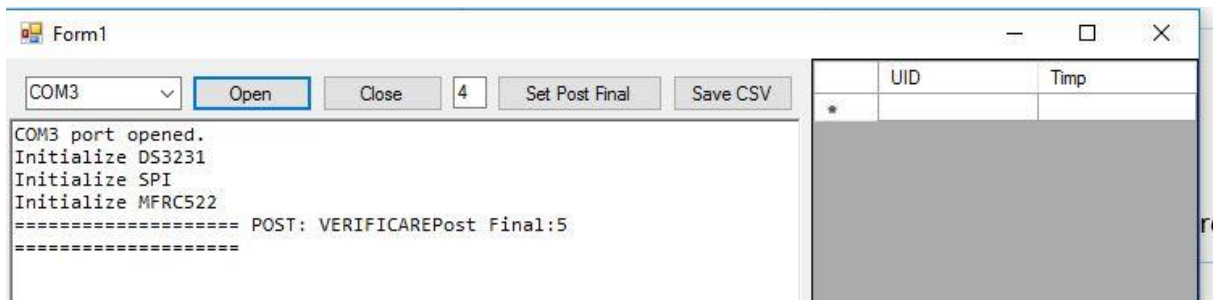 Form1
COM3 Open Close 4 Set Post Final Save CSV UID Timp
COM3 port opened.
Initialize DS3231
Initialize SPI
Initialize MFRC522
==================== POST: VERIFICAREPost Final:5
====================